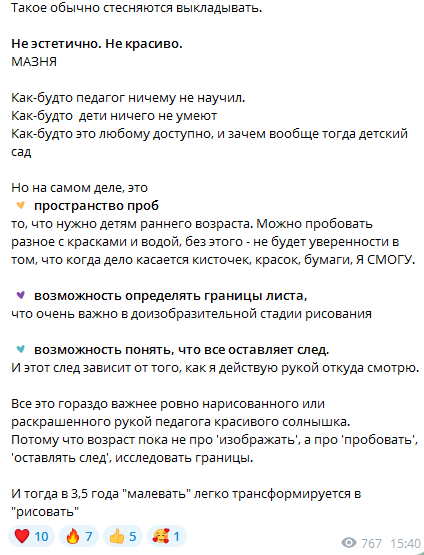 Такое обычно стесняются выкладывать.
Не эстетично. Не красиво.
МАЗНЯ
Как-будто педагог ничему не научил.
Как-будто  дети ничего не умеют
Как-будто это любому доступно, и зачем вообще тогда детский
сад
Но на самом деле, это
пространство проб
то, что нужно детям раннего возраста. Можно пробовать
разное с красками и водой, без этого - не будет уверенности в
том, что когда дело касается кисточек, красок, бумаги, Я СМОГУ.
возможность определять границы листа,
что очень важно в доизобразительной стадии рисования
возможность понять, что все оставляет след.
И этот след зависит от того, как я действую рукой откуда смотрю.
Все это гораздо важнее ровно нарисованного или
раскрашенного рукой педагога красивого солнышка.
Потому что возраст пока не про 'изображать', а про 'пробовать',
'оставлять след', исследовать границы.
И тогда в 3,5 года "малевать" легко трансформируется в
"рисовать"
10 7 5 1
767 15:40